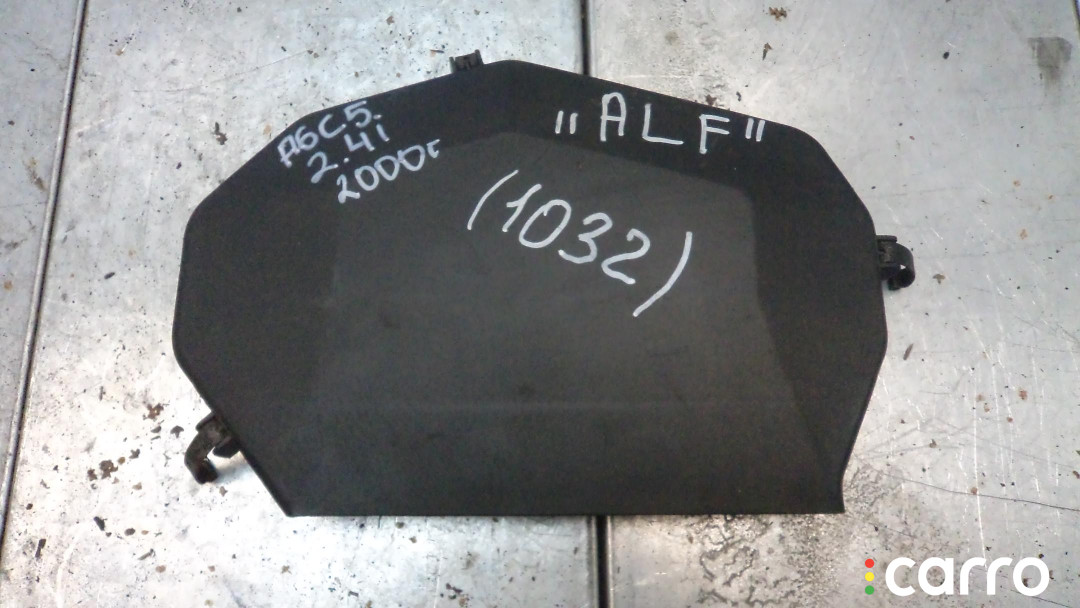 A6C5.
2.4i
2000г
"ALF"
(1032)
carro